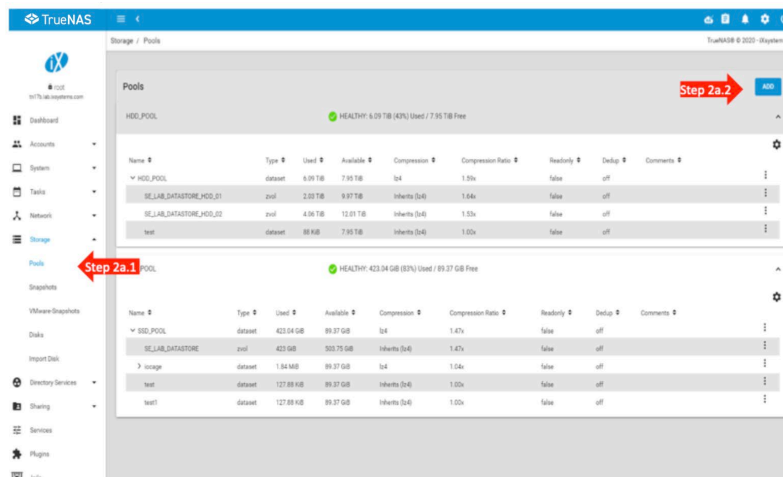 TrueNAS
Storage / Pools
TrueNAS® © 2020 - iXsystems
root
tn17b.lab.ixsystems.com
Dashboard
Accounts
System
Tasks
Network
Storage
Pools
Snapshots
VMware-Snapshots
Disks
Import Disk
Directory Services
Sharing
Services
Plugins
Step 2a.1
Pools
Step 2a.2
ADD
HDD_POOL HEALTHY: 6.09 TiB (43%) Used / 7.95 TiB Free
Name Type Used Available Compression Compression Ratio Readonly Dedup Comments
HDD_POOL dataset 6.09 TiB 7.95 TiB lz4 1.59x false off
SE_LAB_DATASTORE_HDD_01 zvol 2.03 TiB 9.97 TiB Inherits (lz4) 1.64x false off
SE_LAB_DATASTORE_HDD_02 zvol 4.06 TiB 12.01 TiB Inherits (lz4) 1.53x false off
test dataset 88 KiB 7.95 TiB Inherits (lz4) 1.00x false off
POOL HEALTHY: 423.04 GiB (83%) Used / 89.37 GiB Free
Name Type Used Available Compression Compression Ratio Readonly Dedup Comments
SSD_POOL dataset 423.04 GiB 89.37 GiB lz4 1.47x false off
SE_LAB_DATASTORE zvol 423 GiB 503.75 GiB Inherits (lz4) 1.47x false off
iocage dataset 1.84 MiB 89.37 GiB lz4 1.04x false off
test dataset 127.88 KiB 89.37 GiB Inherits (lz4) 1.00x false off
test1 dataset 127.88 KiB 89.37 GiB Inherits (lz4) 1.00x false off